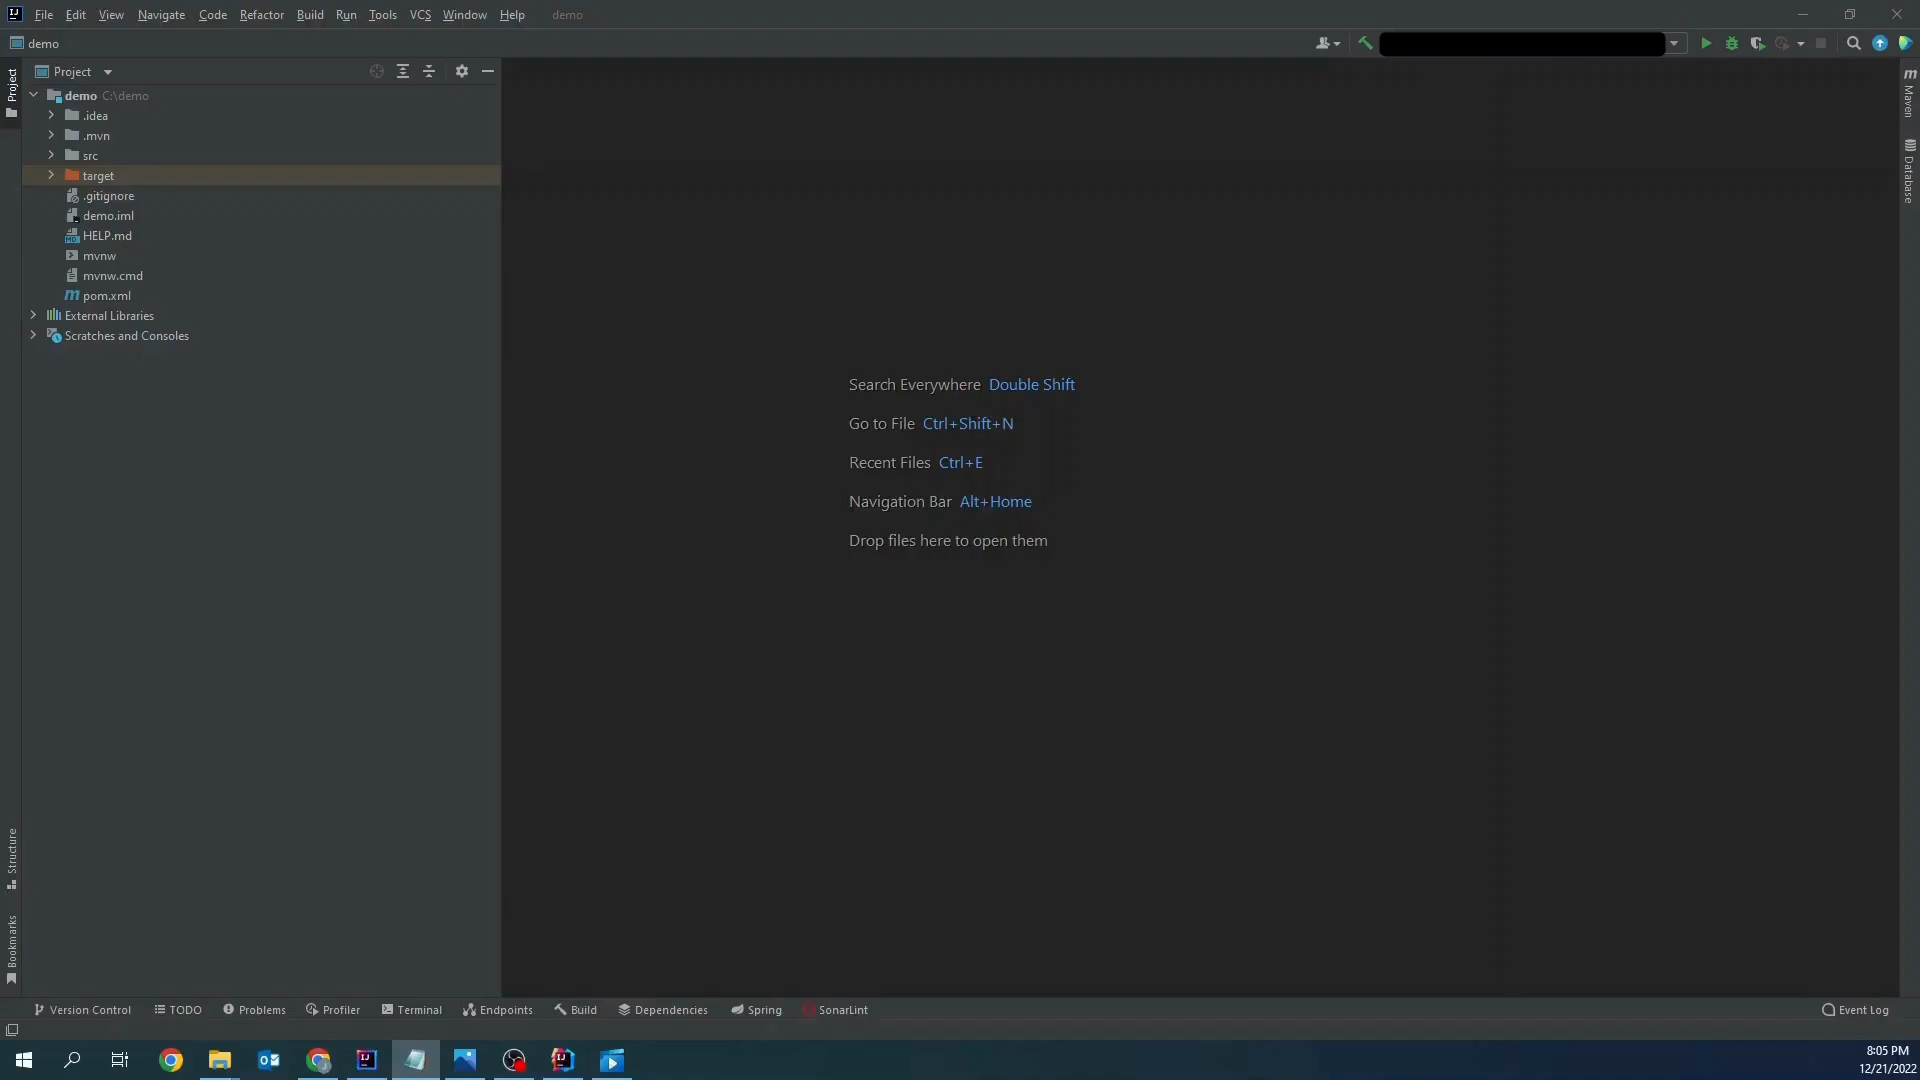 File Edit View Navigate Code Refactor Build Run Tools VCS Window Help demo
demo
Project
demo C:\demo
.idea
.mvn
src
target
.gitignore
demo.iml
HELP.md
mvnw
mvnw.cmd
pom.xml
External Libraries
Scratches and Consoles
Project
Structure
Bookmarks
Search Everywhere Double Shift
Go to File Ctrl+Shift+N
Recent Files Ctrl+E
Navigation Bar Alt+Home
Drop files here to open them
Maven
Database
Version Control TODO Problems Profiler Terminal Endpoints Build Dependencies Spring SonarLint Event Log
8:05 PM
12/21/2022